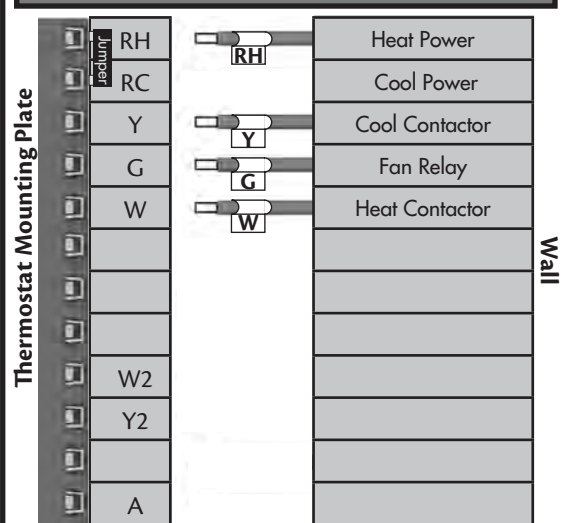 Thermostat Mounting Plate
Jumper
RH RH Heat Power
RC Cool Power
Y Y Cool Contactor
G G Fan Relay
W W Heat Contactor
W2
Y2
A
Wall